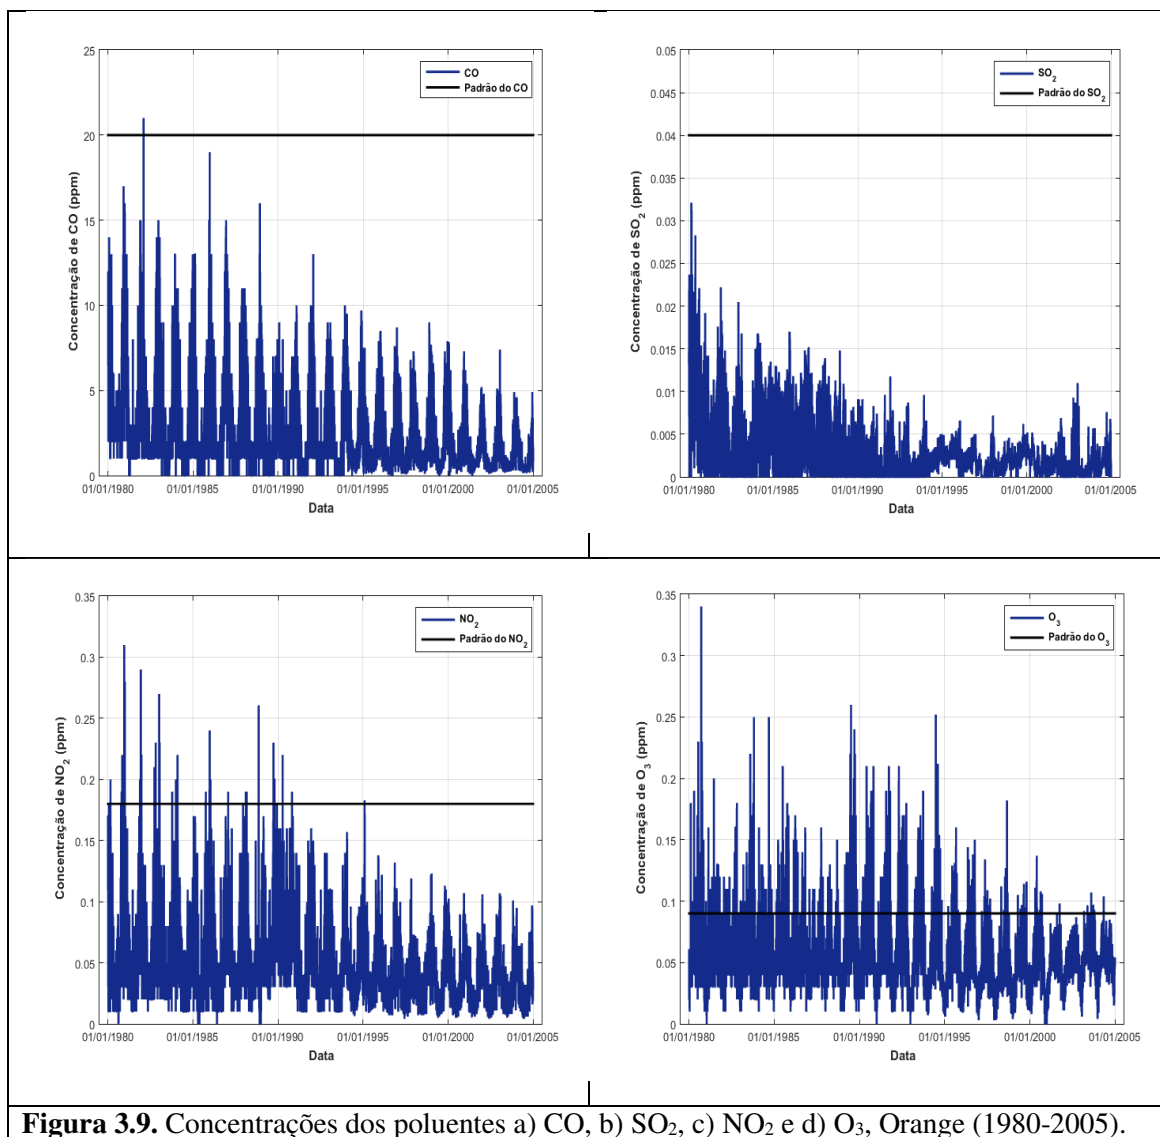 25
20
15
10
5
0
Concentração de CO (ppm)
CO
Padrão do CO
01/01/1980 01/01/1985 01/01/1990 01/01/1995 01/01/2000 01/01/2005
Data
0.05
0.045
0.04
0.035
0.03
0.025
0.02
0.015
0.01
0.005
0
Concentração de SO2 (ppm)
SO2
Padrão do SO2
01/01/1980 01/01/1985 01/01/1990 01/01/1995 01/01/2000 01/01/2005
Data
0.35
0.3
0.25
0.2
0.15
0.1
0.05
0
Concentração de NO2 (ppm)
NO2
Padrão do NO2
01/01/1980 01/01/1985 01/01/1990 01/01/1995 01/01/2000 01/01/2005
Data
0.35
0.3
0.25
0.2
0.15
0.1
0.05
0
Concentração de O3 (ppm)
O3
Padrão do O3
01/01/1980 01/01/1985 01/01/1990 01/01/1995 01/01/2000 01/01/2005
Data
Figura 3.9. Concentrações dos poluentes a) CO, b) SO2, c) NO2 e d) O3, Orange (1980-2005).